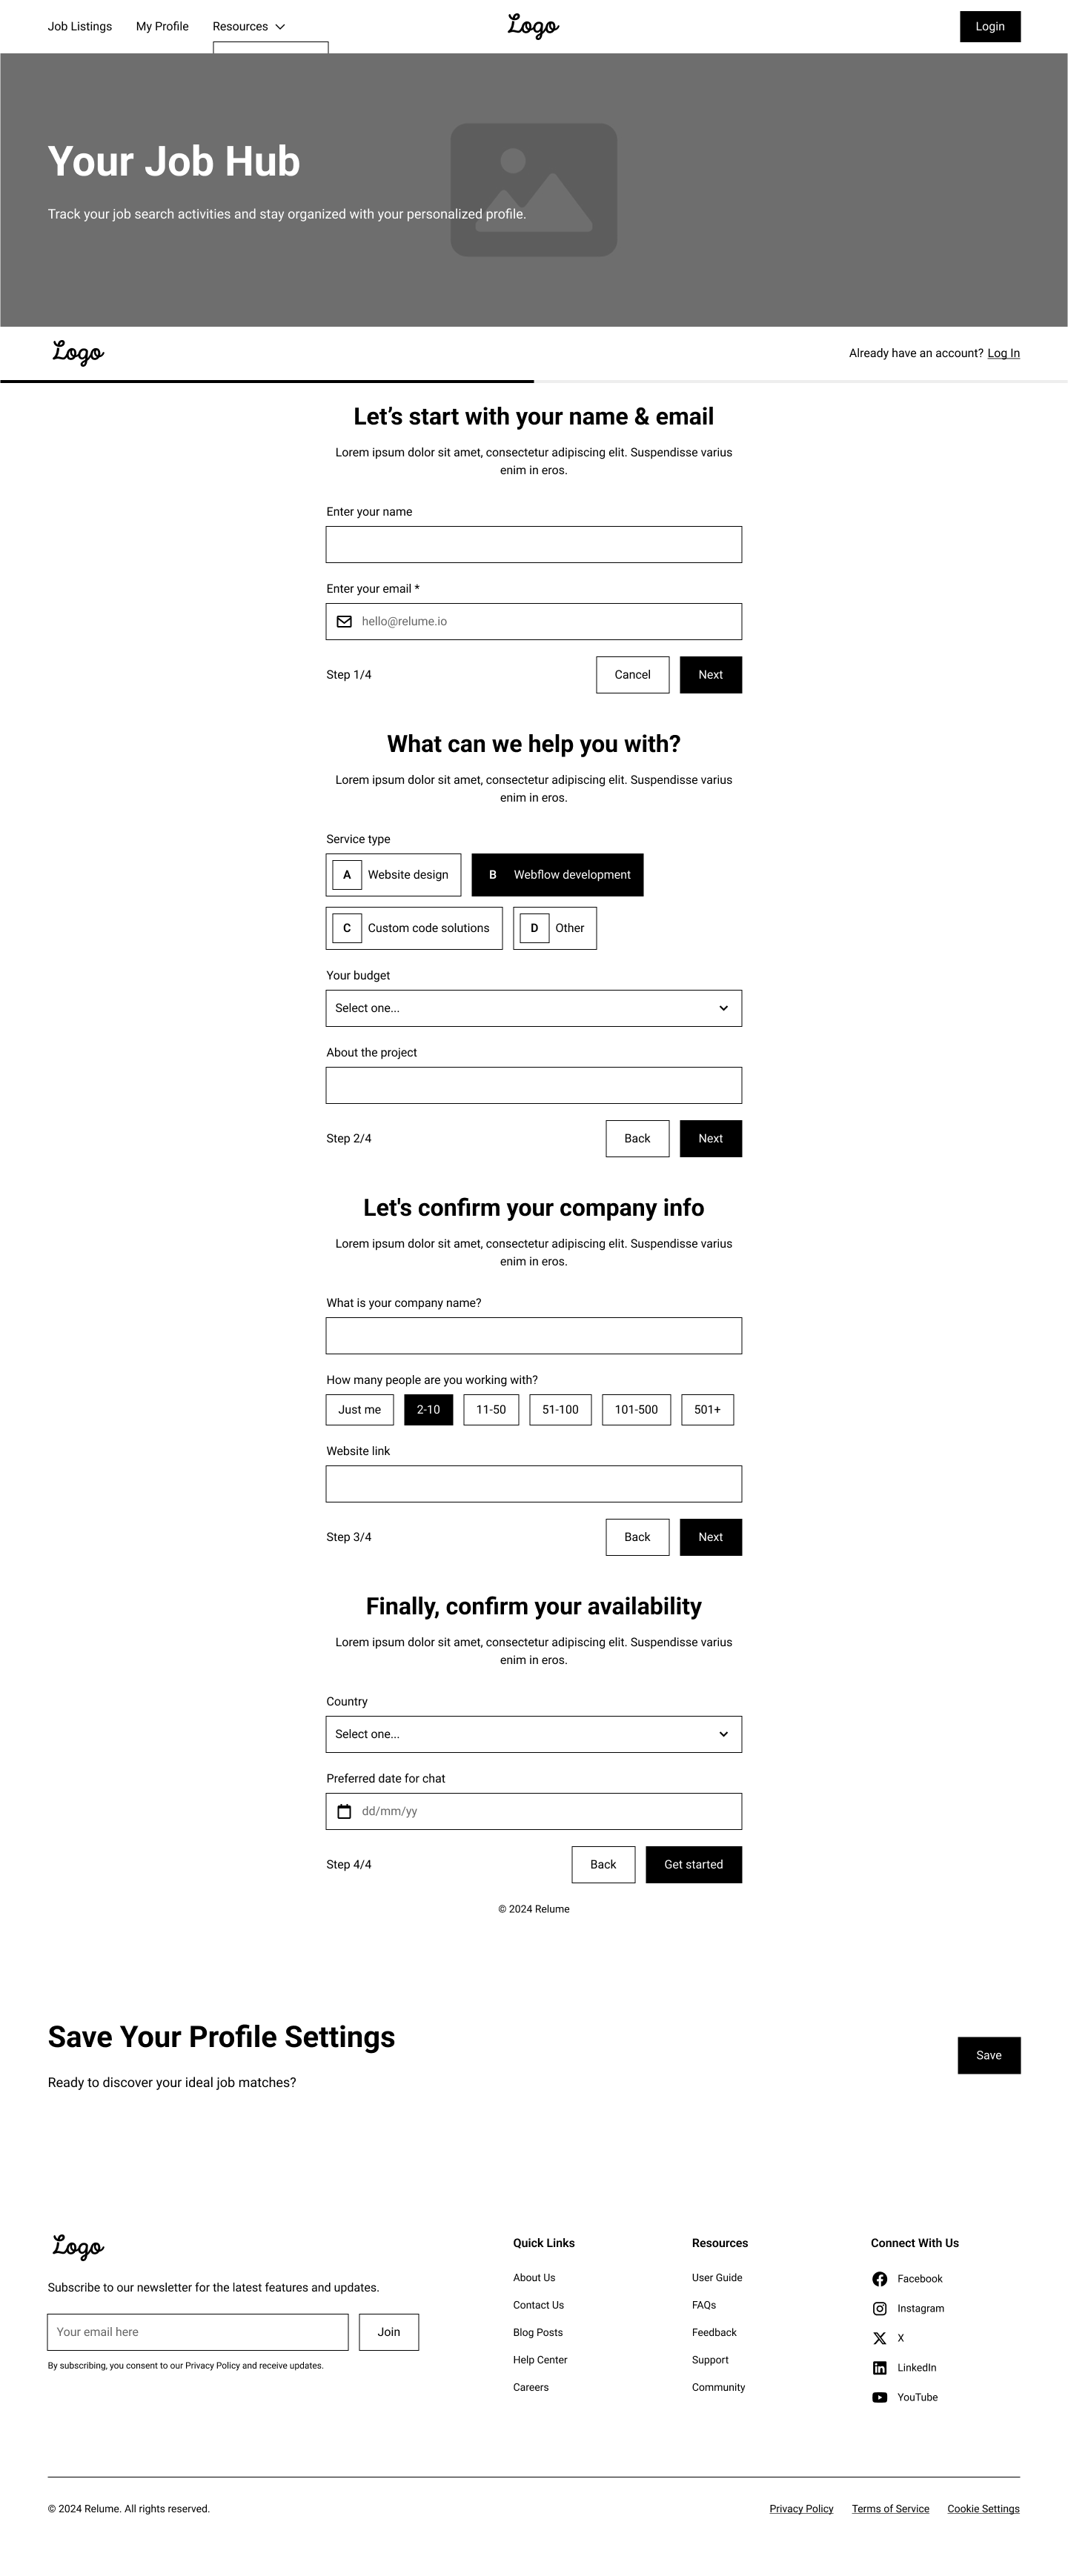 Job Listings
My Profile
Resources
Logo
Login
Your Job Hub
Track your job search activities and stay organized with your personalized profile.
Logo
Already have an account? Log In
Let’s start with your name & email
Lorem ipsum dolor sit amet, consectetur adipiscing elit. Suspendisse varius
enim in eros.
Enter your name
Enter your email *
hello@relume.io
Step 1/4
Cancel
Next
What can we help you with?
Lorem ipsum dolor sit amet, consectetur adipiscing elit. Suspendisse varius
enim in eros.
Service type
A Website design
B Webflow development
C Custom code solutions
D Other
Your budget
Select one...
About the project
Step 2/4
Back
Next
Let's confirm your company info
Lorem ipsum dolor sit amet, consectetur adipiscing elit. Suspendisse varius
enim in eros.
What is your company name?
How many people are you working with?
Just me
2-10
11-50
51-100
101-500
501+
Website link
Step 3/4
Back
Next
Finally, confirm your availability
Lorem ipsum dolor sit amet, consectetur adipiscing elit. Suspendisse varius
enim in eros.
Country
Select one...
Preferred date for chat
dd/mm/yy
Step 4/4
Back
Get started
© 2024 Relume
Save Your Profile Settings
Ready to discover your ideal job matches?
Save
Logo
Subscribe to our newsletter for the latest features and updates.
Your email here
Join
By subscribing, you consent to our Privacy Policy and receive updates.
Quick Links
About Us
Contact Us
Blog Posts
Help Center
Careers
Resources
User Guide
FAQs
Feedback
Support
Community
Connect With Us
Facebook
Instagram
X
LinkedIn
YouTube
© 2024 Relume. All rights reserved.
Privacy Policy
Terms of Service
Cookie Settings